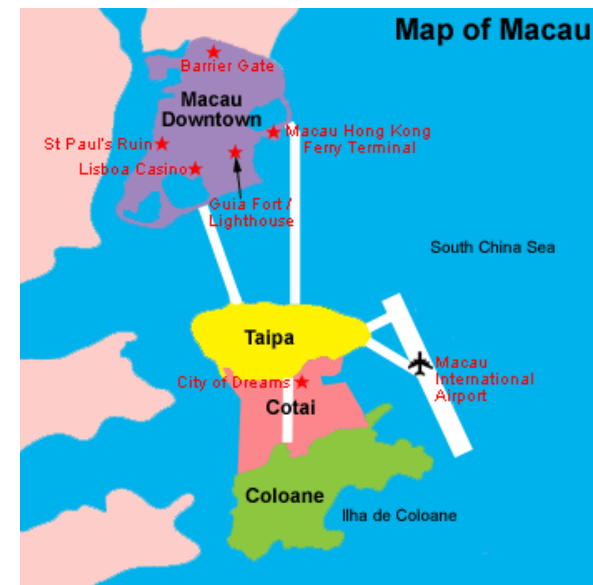 Map of Macau
Barrier Gate
Macau
Downtown
Macau Hong Kong
Ferry Terminal
St Paul's Ruin
Lisboa Casino
Guia Fort /
Lighthouse
South China Sea
Taipa
Macau
International
Airport
City of Dreams
Cotai
Coloane
Ilha de Coloane